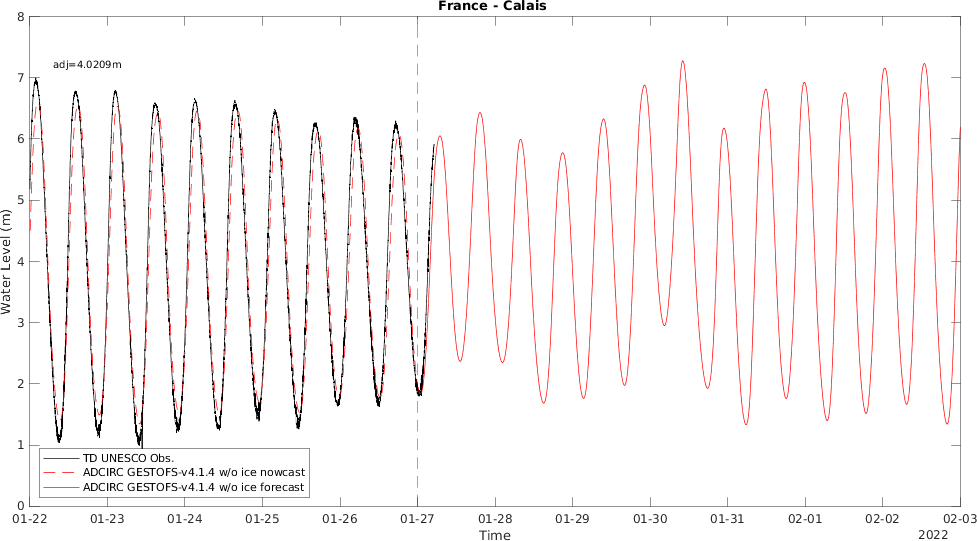 France - Calais
8
adj=4.0209m
7
6
5
4
3
2
1
0
Water Level (m)
TD UNESCO Obs.
ADCIRC GESTOFS-v4.1.4 w/o ice nowcast
ADCIRC GESTOFS-v4.1.4 w/o ice forecast
01-22 01-23 01-24 01-25 01-26 01-27 01-28 01-29 01-30 01-31 02-01 02-02 02-03
Time
2022